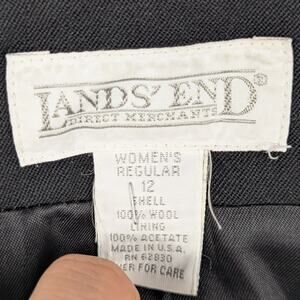 LANDS' END®
DIRECT MERCHANTS
WOMEN'S
REGULAR
12
SHELL
100% WOOL
LINING
100% ACETATE
MADE IN U.S.A.
RN 62830
FOR CARE